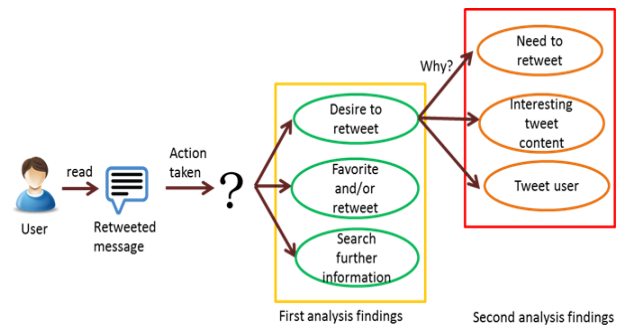 User
read
Retweeted
message
Action
taken
?
Desire to
retweet
Favorite
and/or
retweet
Search
further
information
First analysis findings
Why?
Need to
retweet
Interesting
tweet
content
Tweet user
Second analysis findings